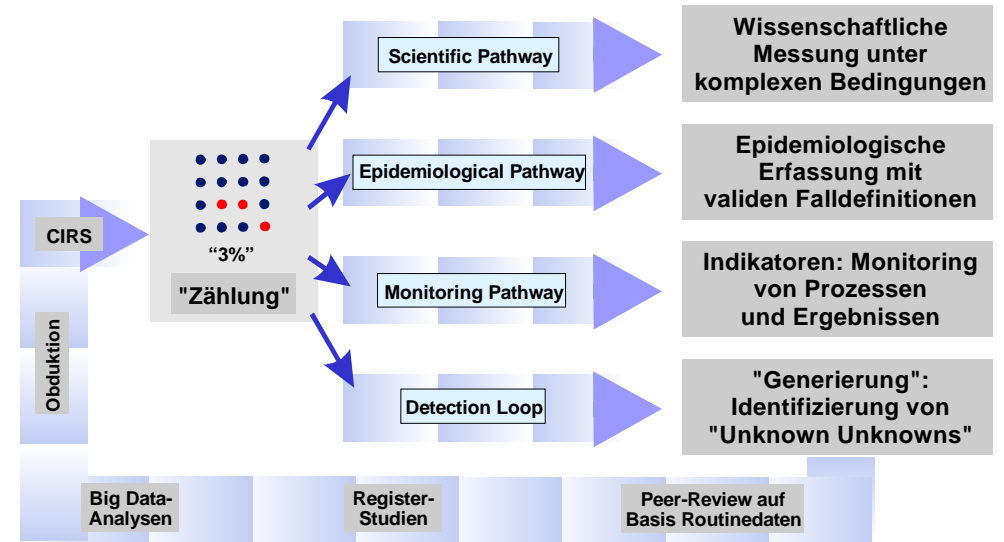 Scientific Pathway
Wissenschaftliche
Messung unter
komplexen Bedingungen
Epidemiological Pathway
Epidemiologische
Erfassung mit
validen Falldefinitionen
CIRS
“3%”
"Zählung"
Monitoring Pathway
Indikatoren: Monitoring
von Prozessen
und Ergebnissen
Obduktion
Detection Loop
"Generierung":
Identifizierung von
"Unknown Unknowns"
Big Data-
Analysen
Register-
Studien
Peer-Review auf
Basis Routinedaten